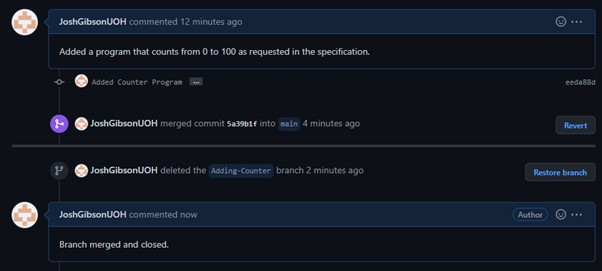 JoshGibsonUOH commented 12 minutes ago
Added a program that counts from 0 to 100 as requested in the specification.
Added Counter Program ... eeda88d
JoshGibsonUOH merged commit 5a39b1f into main 4 minutes ago Revert
JoshGibsonUOH deleted the Adding-Counter branch 2 minutes ago Restore branch
JoshGibsonUOH commented now Author
Branch merged and closed.